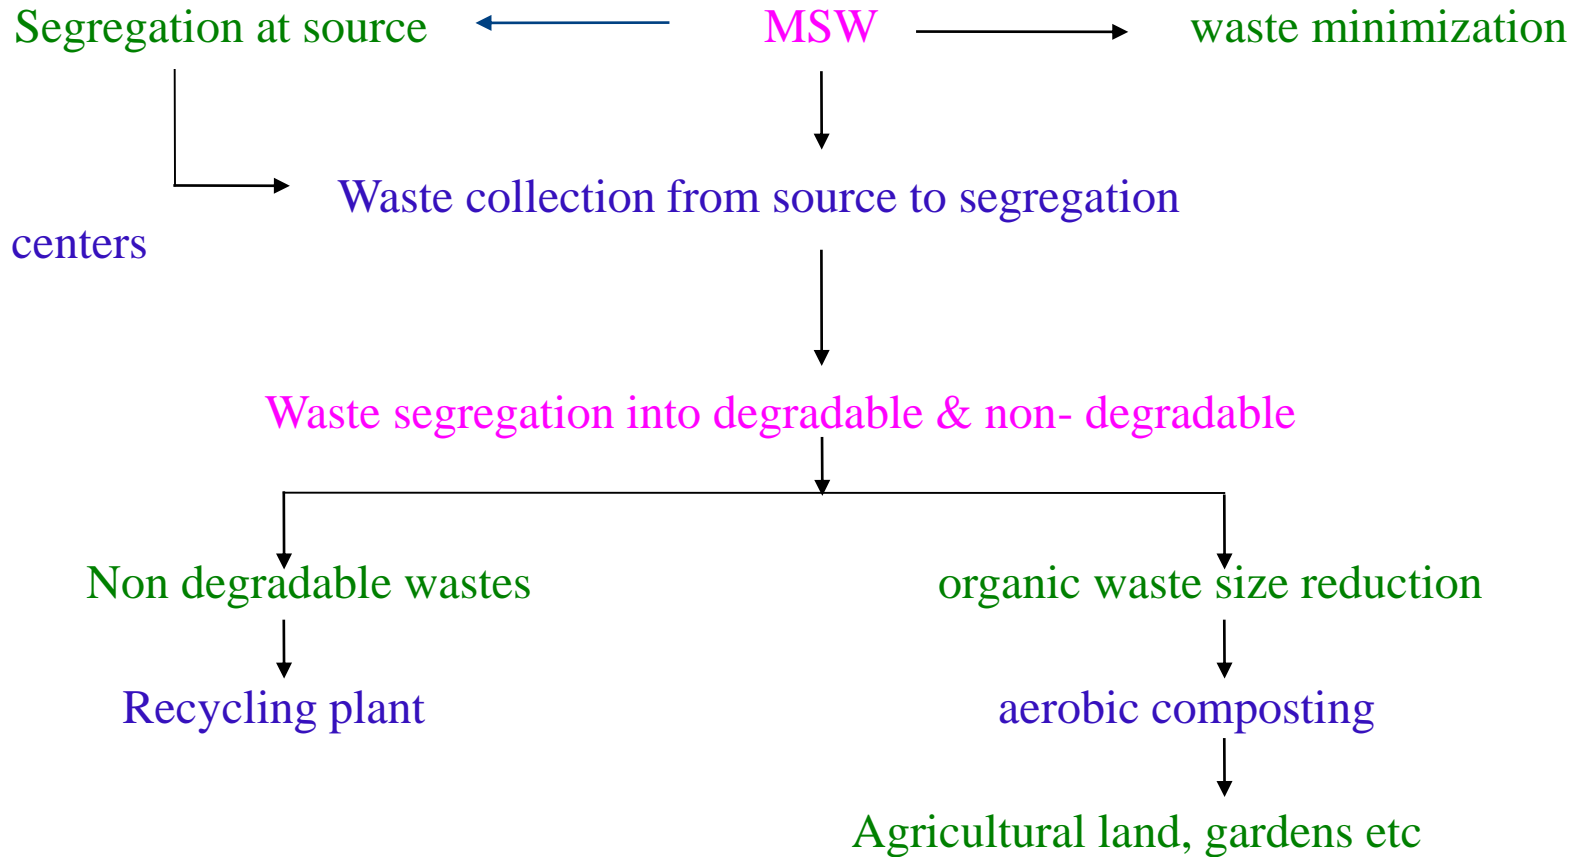 Segregation at source MSW waste minimization
Waste collection from source to segregation
centers
Waste segregation into degradable & non- degradable
Non degradable wastes organic waste size reduction
Recycling plant aerobic composting
Agricultural land, gardens etc